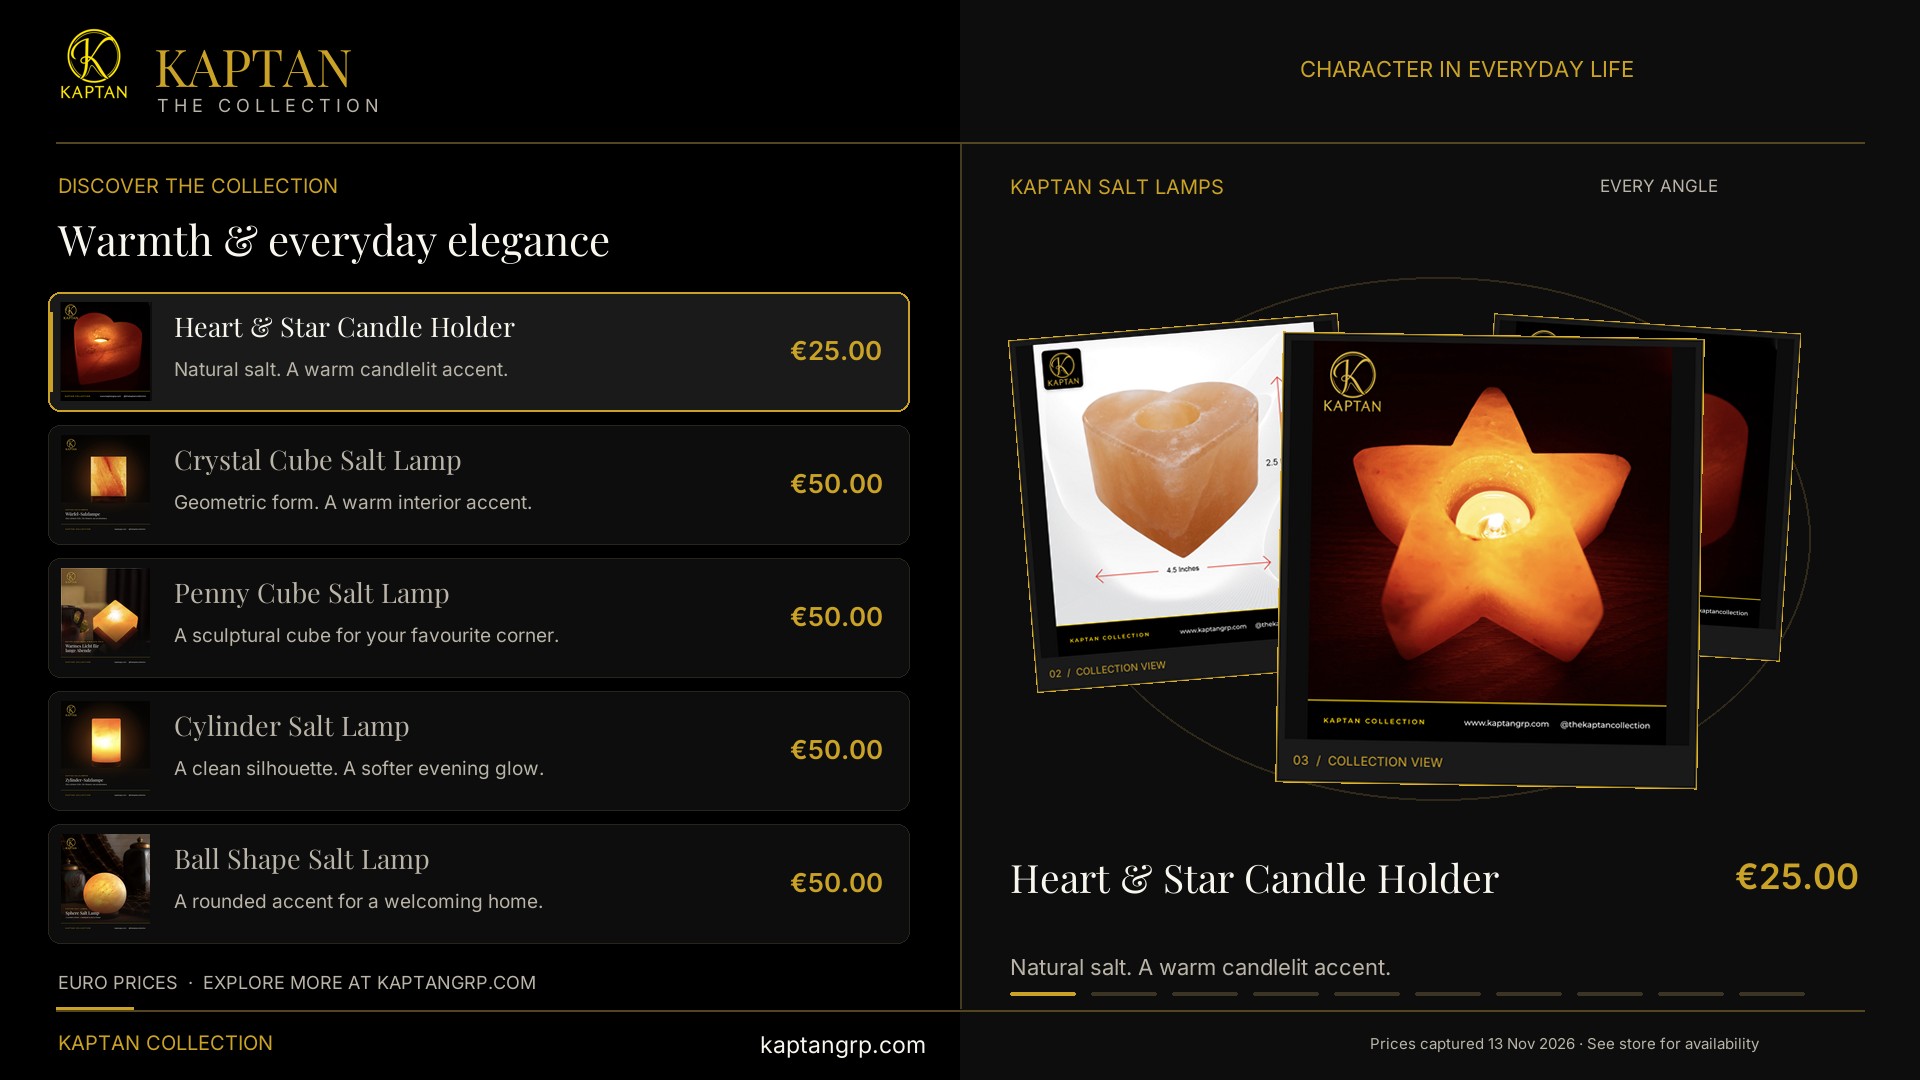 KAPTAN
KAPTAN
THE COLLECTION
CHARACTER IN EVERYDAY LIFE
DISCOVER THE COLLECTION
Warmth & everyday elegance
Heart & Star Candle Holder
Natural salt. A warm candlelit accent.
€25.00
Crystal Cube Salt Lamp
Geometric form. A warm interior accent.
€50.00
Penny Cube Salt Lamp
A sculptural cube for your favourite corner.
€50.00
Cylinder Salt Lamp
A clean silhouette. A softer evening glow.
€50.00
Ball Shape Salt Lamp
A rounded accent for a welcoming home.
€50.00
EURO PRICES · EXPLORE MORE AT KAPTANGRP.COM
KAPTAN SALT LAMPS
EVERY ANGLE
KAPTAN
2.5
4.5 Inches
KAPTAN COLLECTION www.kaptangrp.com
02 / COLLECTION VIEW
KAPTAN
KAPTAN COLLECTION www.kaptangrp.com @thekaptancollection
03 / COLLECTION VIEW
Heart & Star Candle Holder
€25.00
Natural salt. A warm candlelit accent.
KAPTAN COLLECTION
kaptangrp.com
Prices captured 13 Nov 2026 · See store for availability